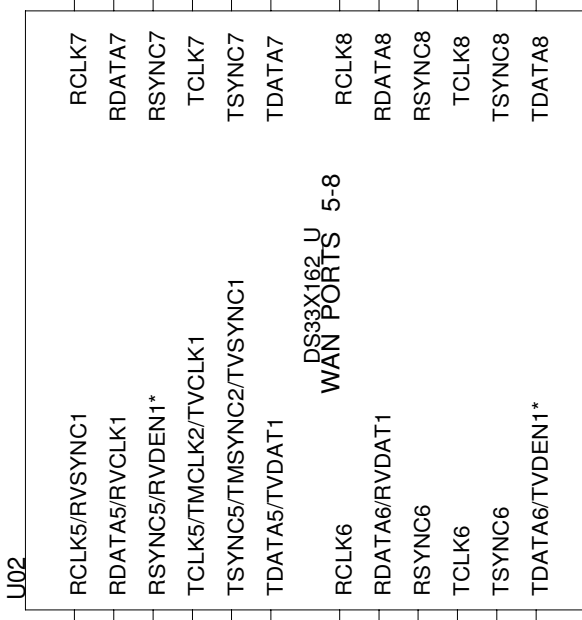 U02
RCLK5/RVSYNC1
RDATA5/RVCLK1
RSYNC5/RVDEN1*
TCLK5/TMCLK2/TVCLK1
TSYNC5/TMSYNC2/TVSYNC1
TDATA5/TVDAT1
RCLK6
RDATA6/RVDAT1
RSYNC6
TCLK6
TSYNC6
TDATA6/TVDEN1*
DS33X162_U
WAN PORTS 5-8
RCLK7
RDATA7
RSYNC7
TCLK7
TSYNC7
TDATA7
RCLK8
RDATA8
RSYNC8
TCLK8
TSYNC8
TDATA8